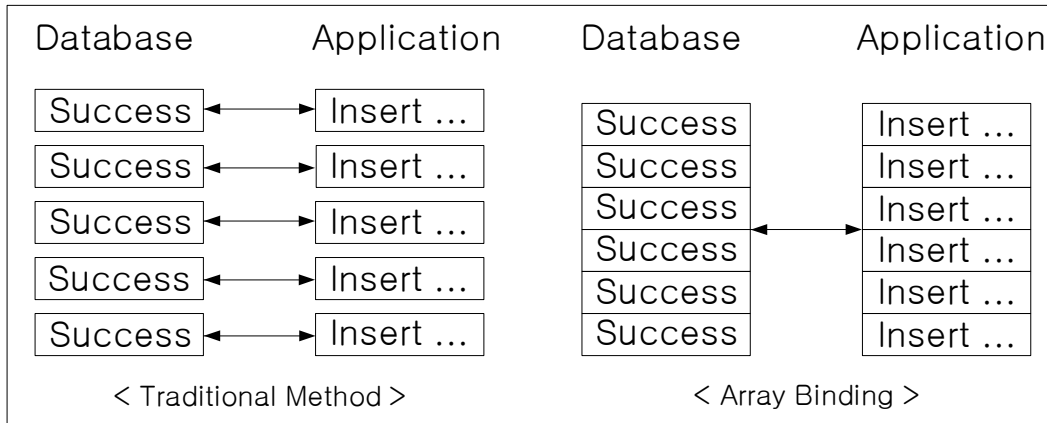 Database Application
Success Insert ...
Success Insert ...
Success Insert ...
Success Insert ...
Success Insert ...
< Traditional Method >
Database Application
Success Insert ...
Success Insert ...
Success Insert ...
Success Insert ...
Success Insert ...
Success Insert ...
< Array Binding >